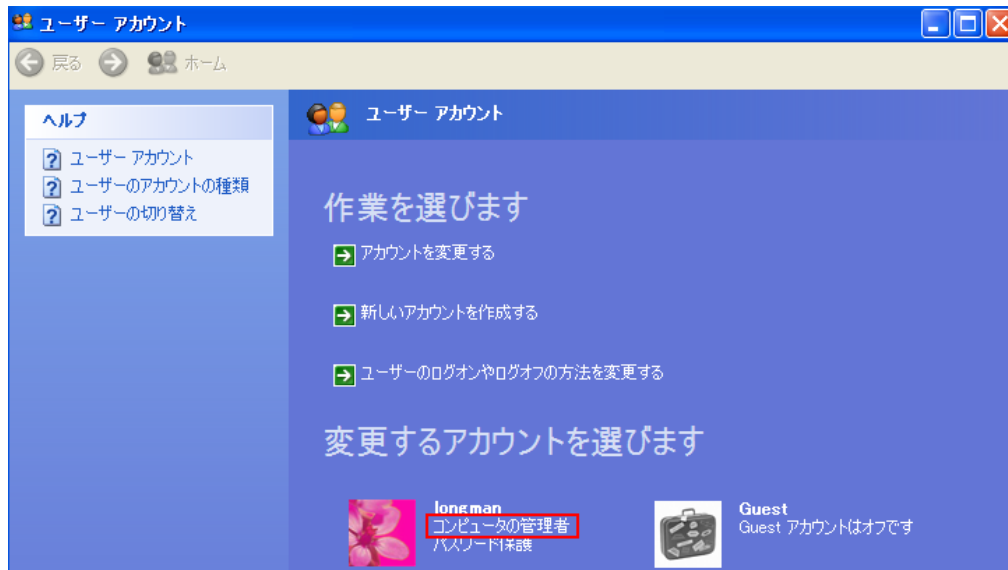 ユーザー アカウント
戻る ホーム
ヘルプ
ユーザー アカウント
ユーザーのアカウントの種類
ユーザーの切り替え
ユーザー アカウント
作業を選びます
アカウントを変更する
新しいアカウントを作成する
ユーザーのログオンやログオフの方法を変更する
変更するアカウントを選びます
longman
コンピュータの管理者
パスワード保護
Guest
Guest アカウントはオフです